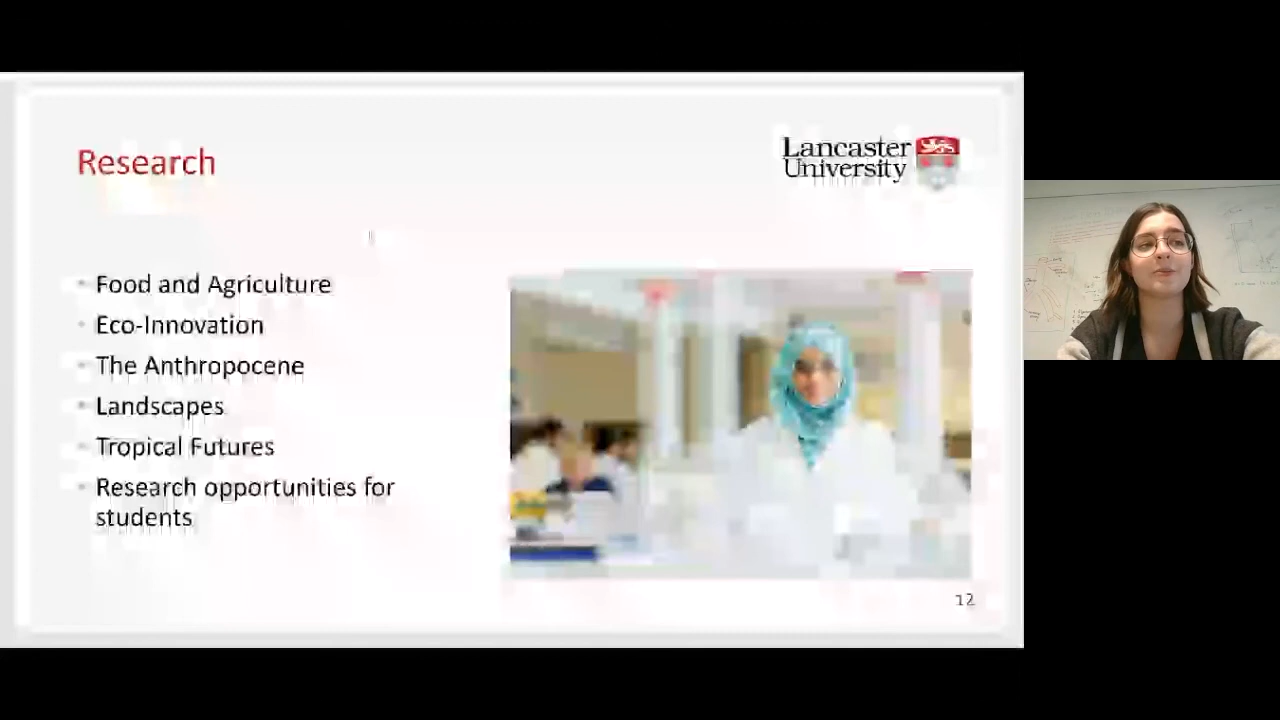 Research
Lancaster
University
Food and Agriculture
Eco-Innovation
The Anthropocene
Landscapes
Tropical Futures
Research opportunities for
students
12